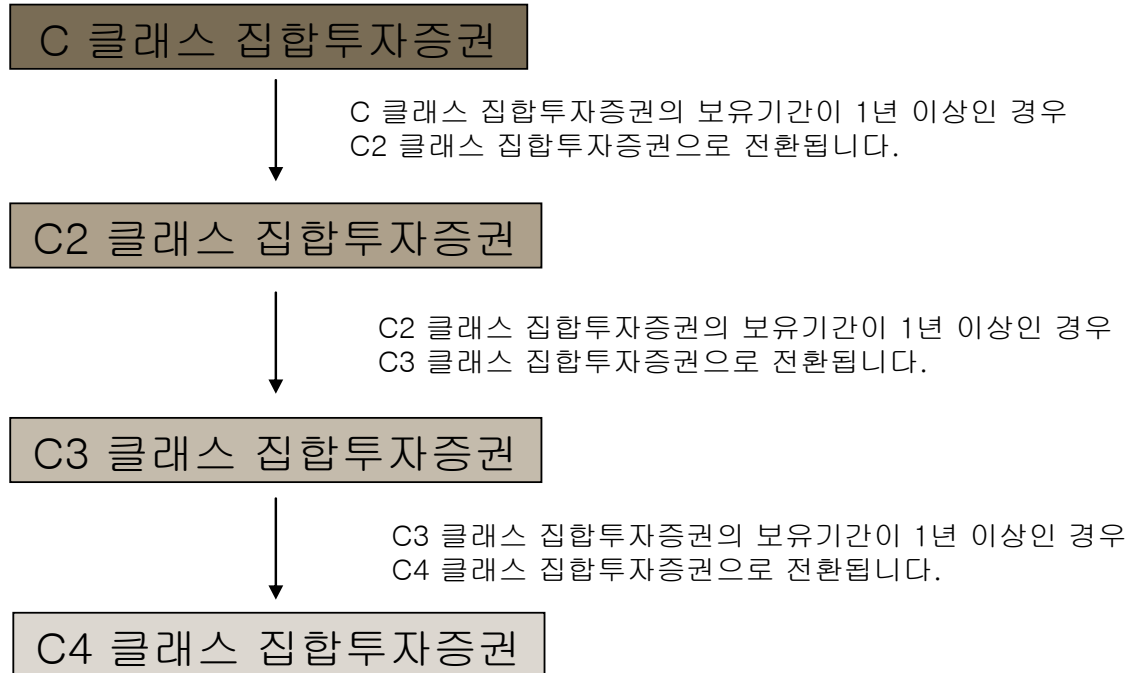 C 클래스 집합투자증권
C 클래스 집합투자증권의 보유기간이 1년 이상인 경우
C2 클래스 집합투자증권으로 전환됩니다.
C2 클래스 집합투자증권
C2 클래스 집합투자증권의 보유기간이 1년 이상인 경우
C3 클래스 집합투자증권으로 전환됩니다.
C3 클래스 집합투자증권
C3 클래스 집합투자증권의 보유기간이 1년 이상인 경우
C4 클래스 집합투자증권으로 전환됩니다.
C4 클래스 집합투자증권